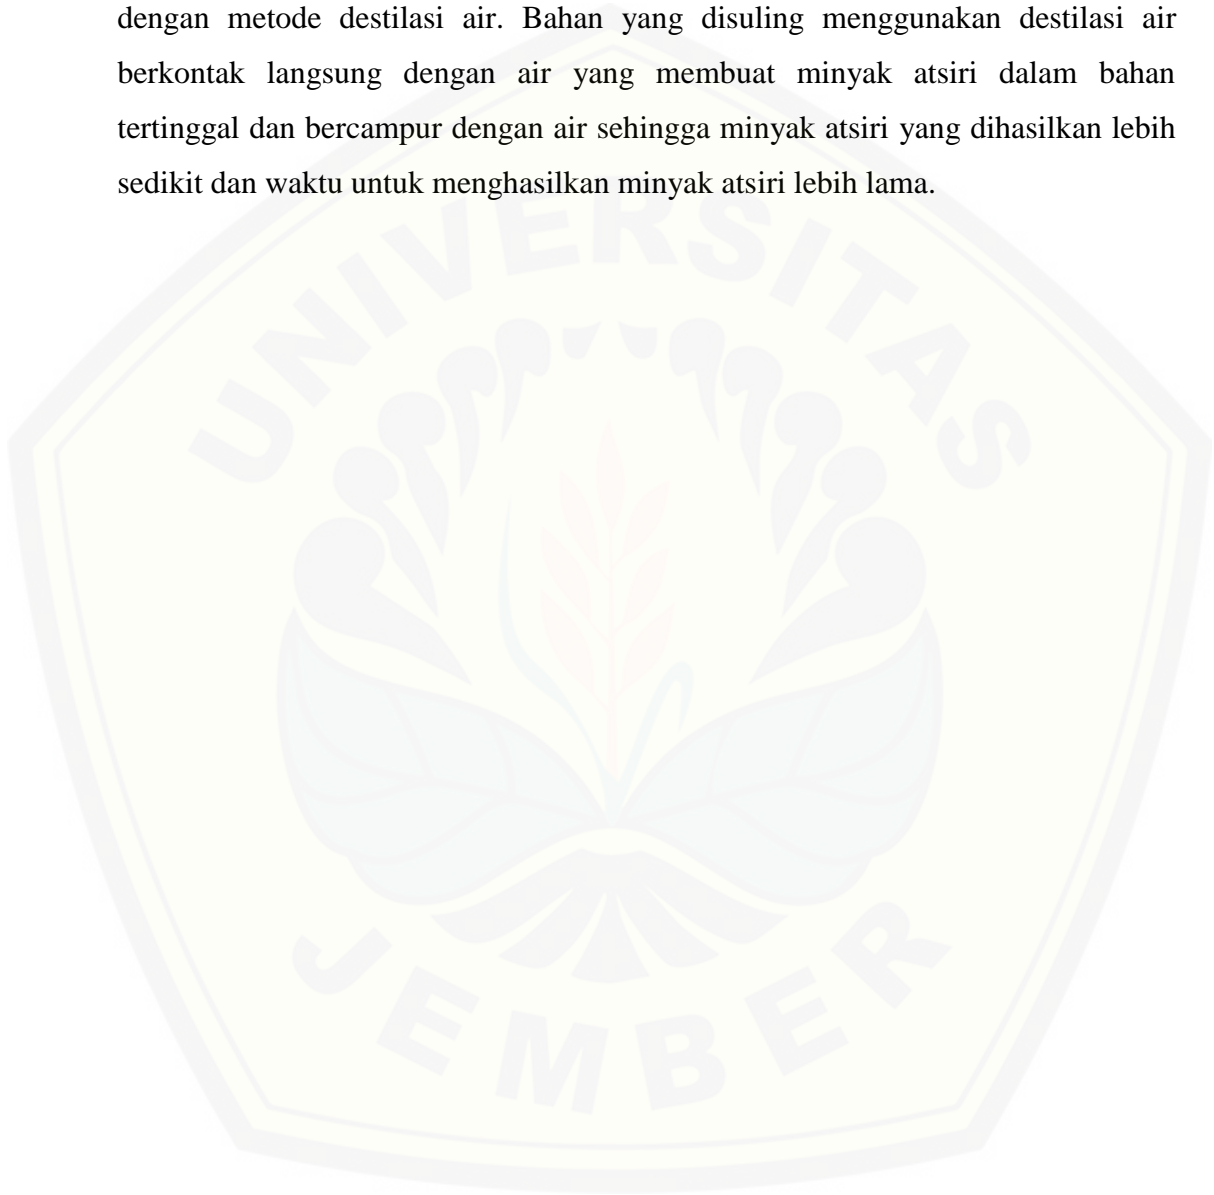 dengan metode destilasi air. Bahan yang disuling menggunakan destilasi air
berkontak langsung dengan air yang membuat minyak atsiri dalam bahan
tertinggal dan bercampur dengan air sehingga minyak atsiri yang dihasilkan lebih
sedikit dan waktu untuk menghasilkan minyak atsiri lebih lama.
UNIVERSITAS
JEMBER